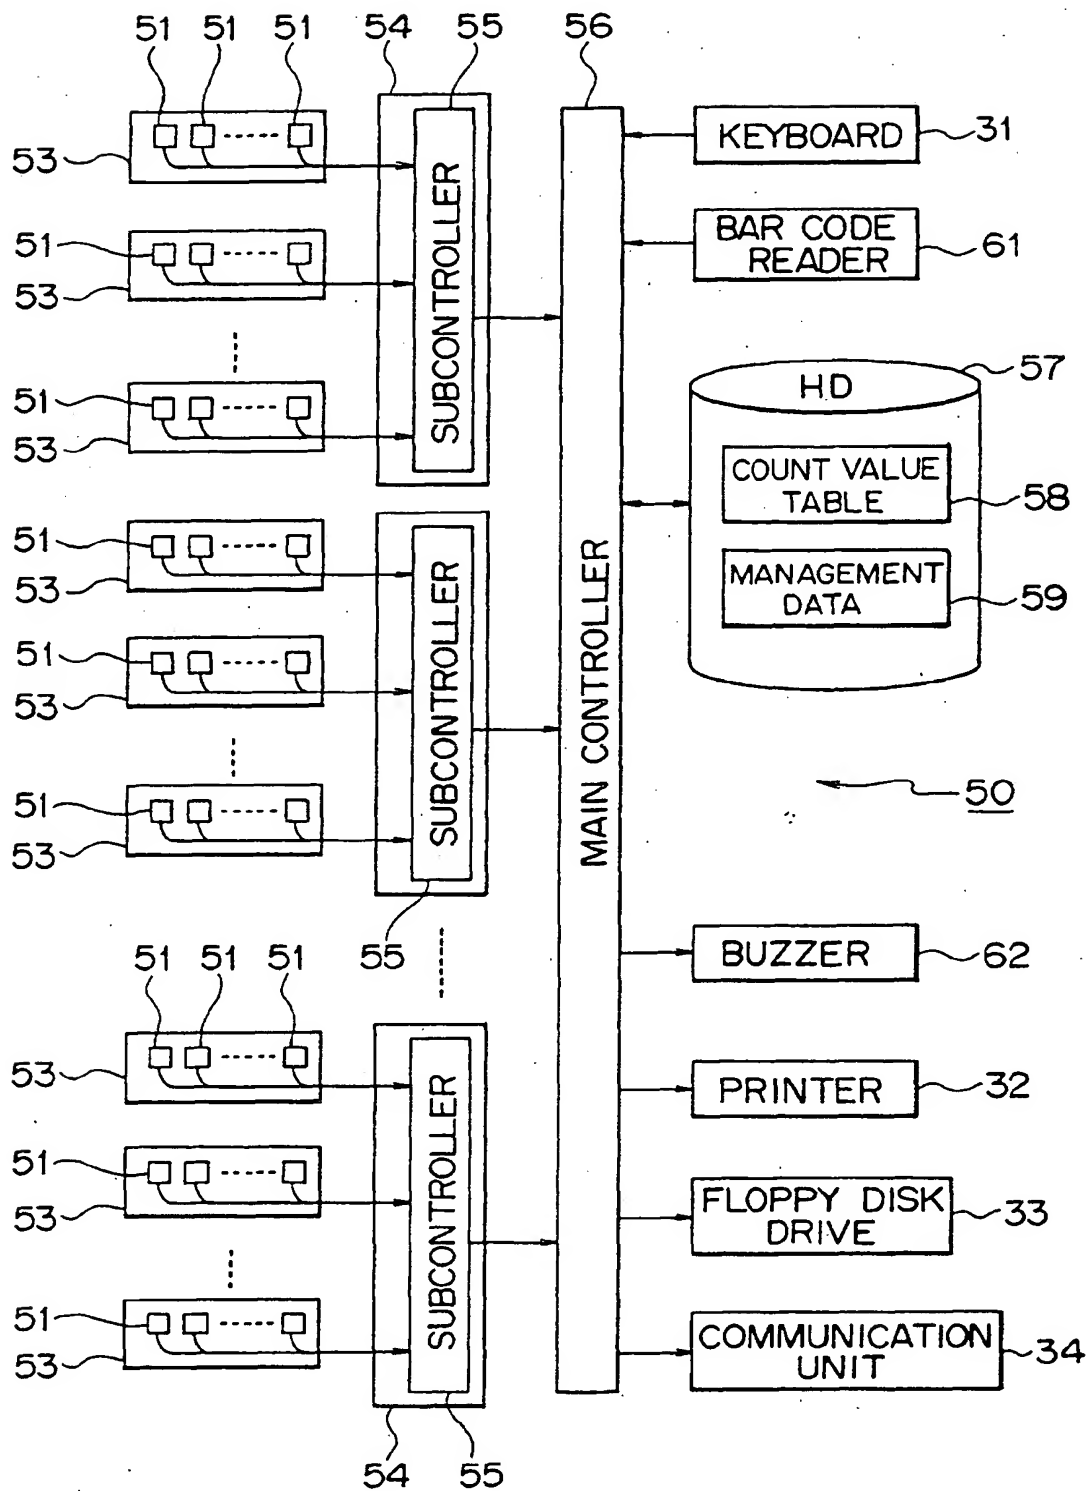 51 51 51 54 55 56
53
51
53
51
53
SUBCONTROLLER
KEYBOARD 31
BAR CODE
READER 61
HD 57
COUNT VALUE
TABLE 58
MANAGEMENT
DATA 59
51
53
51
53
51
53
SUBCONTROLLER
55
MAIN CONTROLLER
50
BUZZER 62
PRINTER 32
FLOPPY DISK
DRIVE 33
COMMUNICATION
UNIT 34
51 51 51
53
51
53
51
53
SUBCONTROLLER
54 55